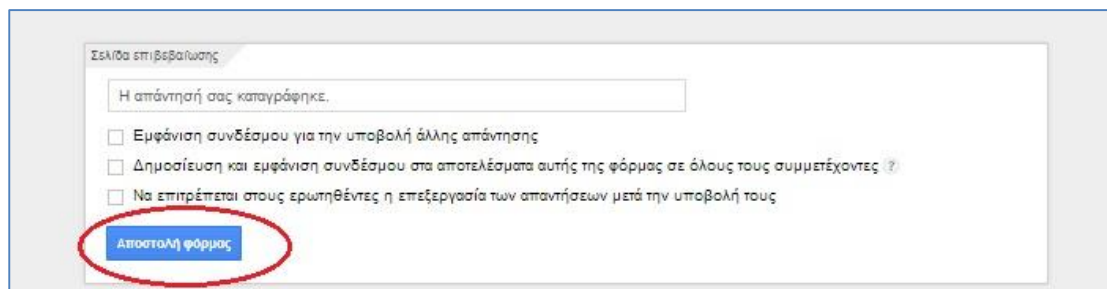 Σελίδα επιβεβαίωσης
Η απάντησή σας καταγράφηκε.
Εμφάνιση συνδέσμου για την υποβολή άλλης απάντησης
Δημοσίευση και εμφάνιση συνδέσμου στα αποτελέσματα αυτής της φόρμας σε όλους τους συμμετέχοντες ?
Να επιτρέπεται στους ερωτηθέντες η επεξεργασία των απαντήσεων μετά την υποβολή τους
Αποστολή φόρμας